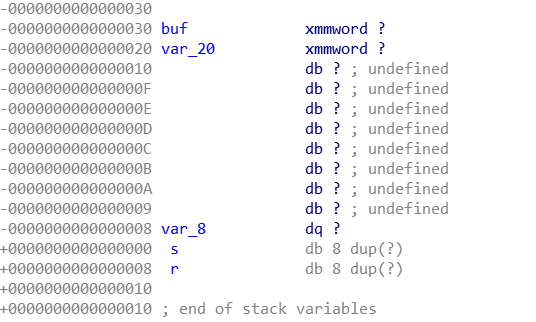 -0000000000000030
-0000000000000030 buf xmmword ?
-0000000000000020 var_20 xmmword ?
-0000000000000010 db ? ; undefined
-000000000000000F db ? ; undefined
-000000000000000E db ? ; undefined
-000000000000000D db ? ; undefined
-000000000000000C db ? ; undefined
-000000000000000B db ? ; undefined
-000000000000000A db ? ; undefined
-0000000000000009 db ? ; undefined
-0000000000000008 var_8 dq ?
+0000000000000000 s db 8 dup(?)
+0000000000000008 r db 8 dup(?)
+0000000000000010
+0000000000000010 ; end of stack variables